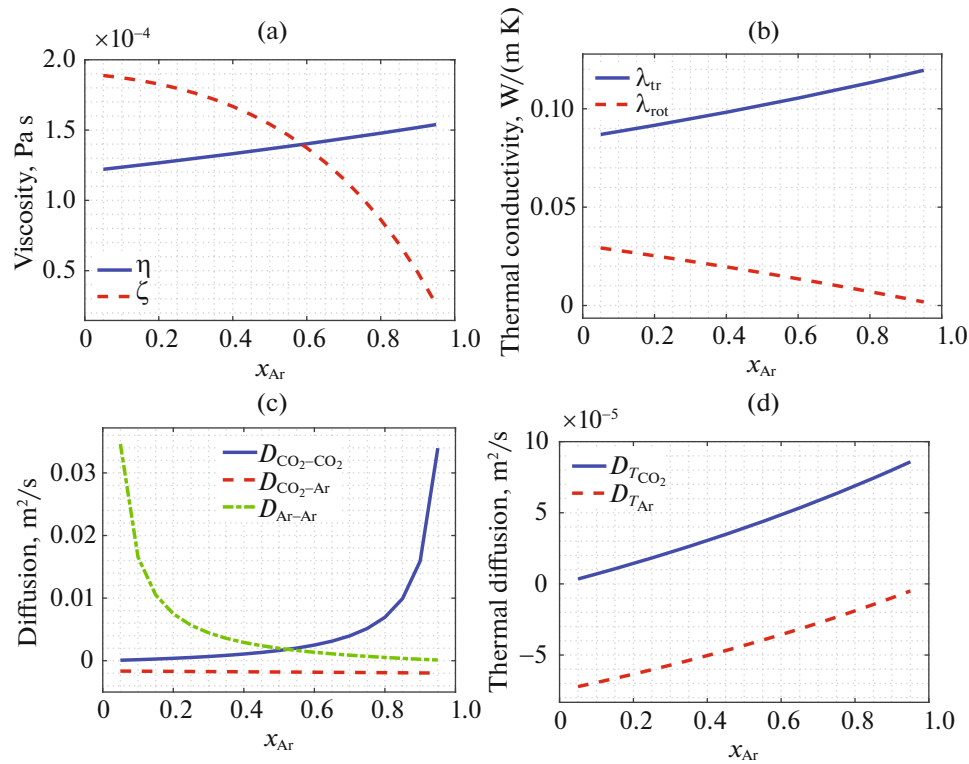 (a)
×10⁻⁴
Viscosity, Pa s
2.0
1.5
1.0
0.5
η
ζ
0 0.2 0.4 0.6 0.8 1.0
x_Ar
(b)
Thermal conductivity, W/(m K)
0.10
0.05
0
λ_tr
λ_rot
0 0.2 0.4 0.6 0.8 1.0
x_Ar
(c)
Diffusion, m²/s
0.03
0.02
0.01
0
D_CO₂–CO₂
D_CO₂–Ar
D_Ar–Ar
0 0.2 0.4 0.6 0.8 1.0
x_Ar
(d)
×10⁻⁵
Thermal diffusion, m²/s
10
5
0
−5
D_T_CO₂
D_T_Ar
0 0.2 0.4 0.6 0.8 1.0
x_Ar